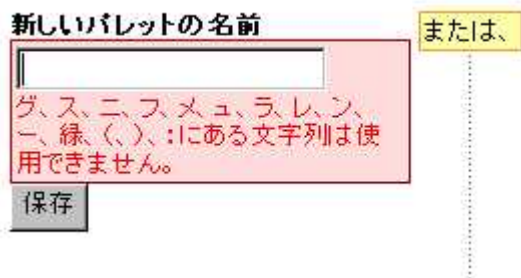 新しいパレットの名前
または、
グ、ス、ニ、フ、メ、ュ、ラ、レ、ン、
ー、緑、(、)、:にある文字列は使
用できません。
保存